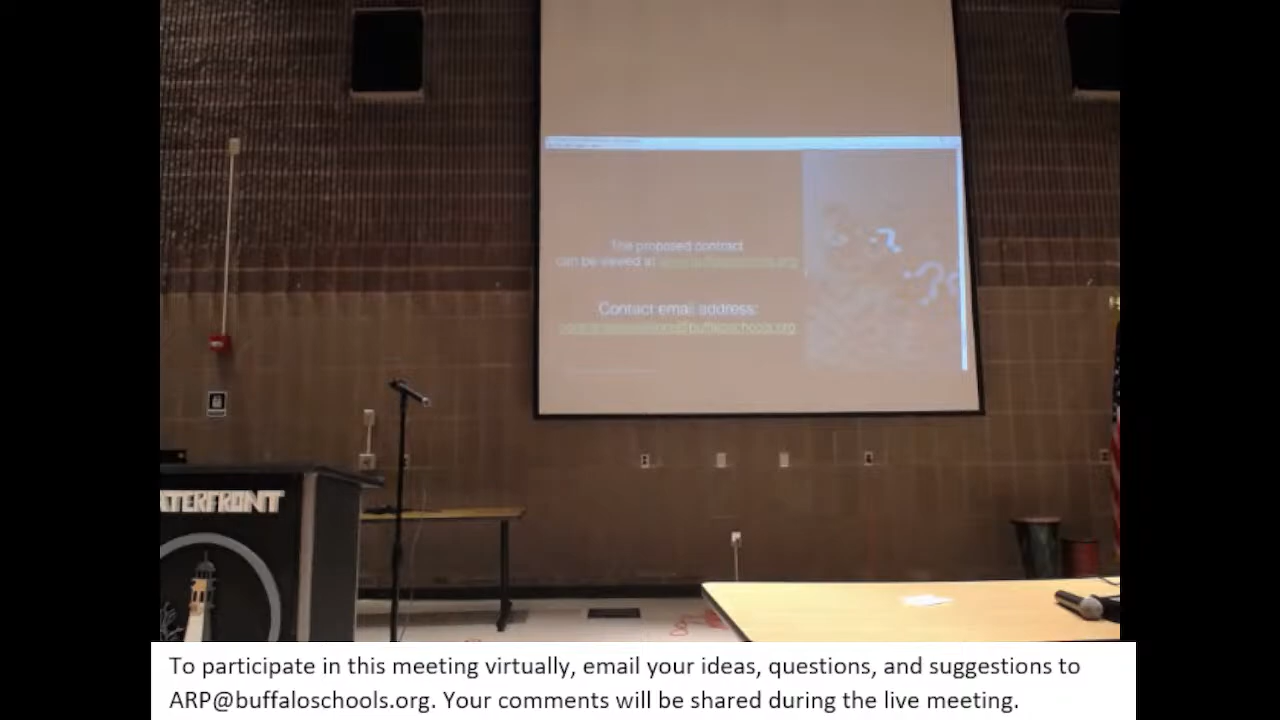 The proposed contract
can be viewed at
Contact email address:
ATERFRONT
To participate in this meeting virtually, email your ideas, questions, and suggestions to
ARP@buffaloschools.org. Your comments will be shared during the live meeting.